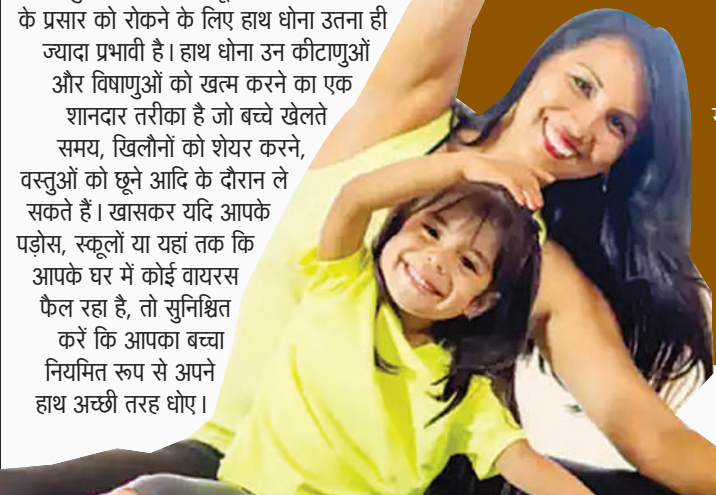 के प्रसार को रोकने के लिए हाथ धोना उतना ही
ज्यादा प्रभावी है। हाथ धोना उन कीटाणुओं
और विषाणुओं को खत्म करने का एक
शानदार तरीका है जो बच्चे खेलते
समय, खिलौनों को शेयर करने,
वस्तुओं को छूने आदि के दौरान ले
सकते हैं। खासकर यदि आपके
पड़ोस, स्कूलों या यहां तक कि
आपके घर में कोई वायरस
फैल रहा है, तो सुनिश्चित
करें कि आपका बच्चा
नियमित रूप से अपने
हाथ अच्छी तरह धोए।